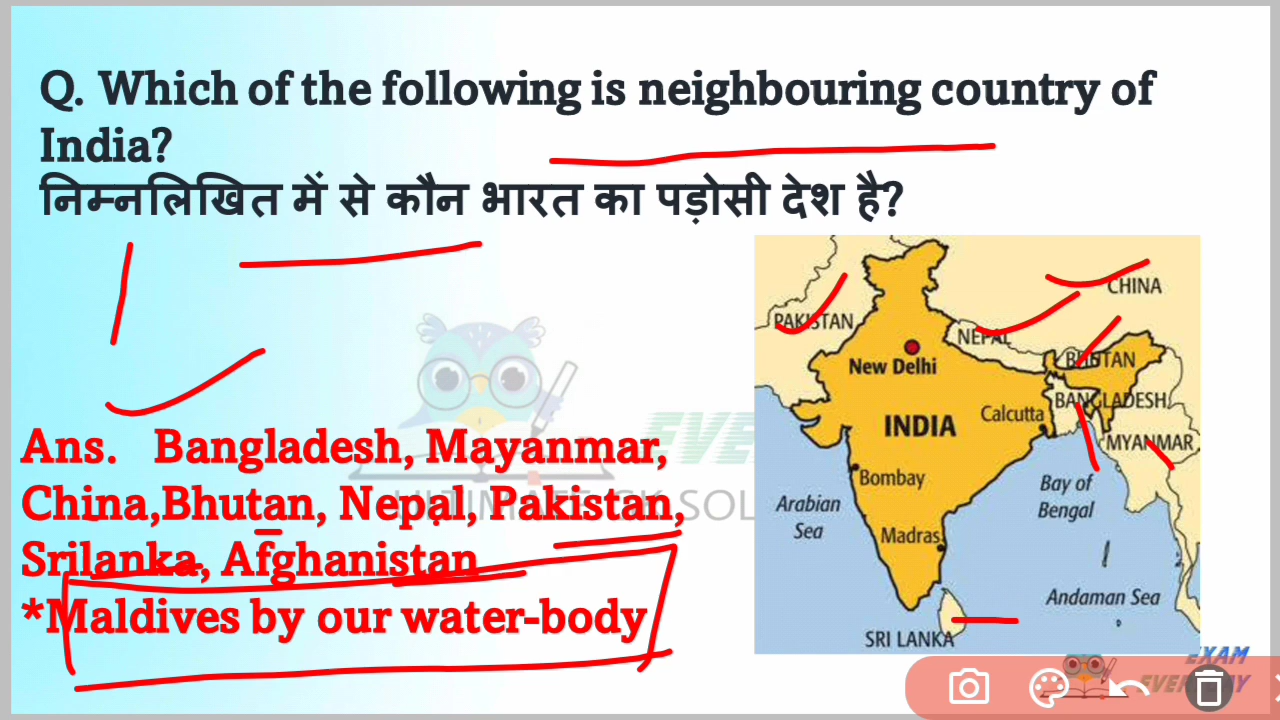 Q. Which of the following is neighbouring country of
India?
निम्नलिखित में से कौन भारत का पड़ोसी देश है?
Ans. Bangladesh, Mayanmar,
China,Bhutan, Nepal, Pakistan,
Srilanka, Afghanistan
*Maldives by our water-body
CHINA
PAKISTAN
NEPAL
New Delhi
BHUTAN
INDIA
Calcutta
BANGLADESH
MYANMAR
Bombay
Arabian
Sea
Bay of
Bengal
Madras
Andaman Sea
SRI LANKA
EXAM